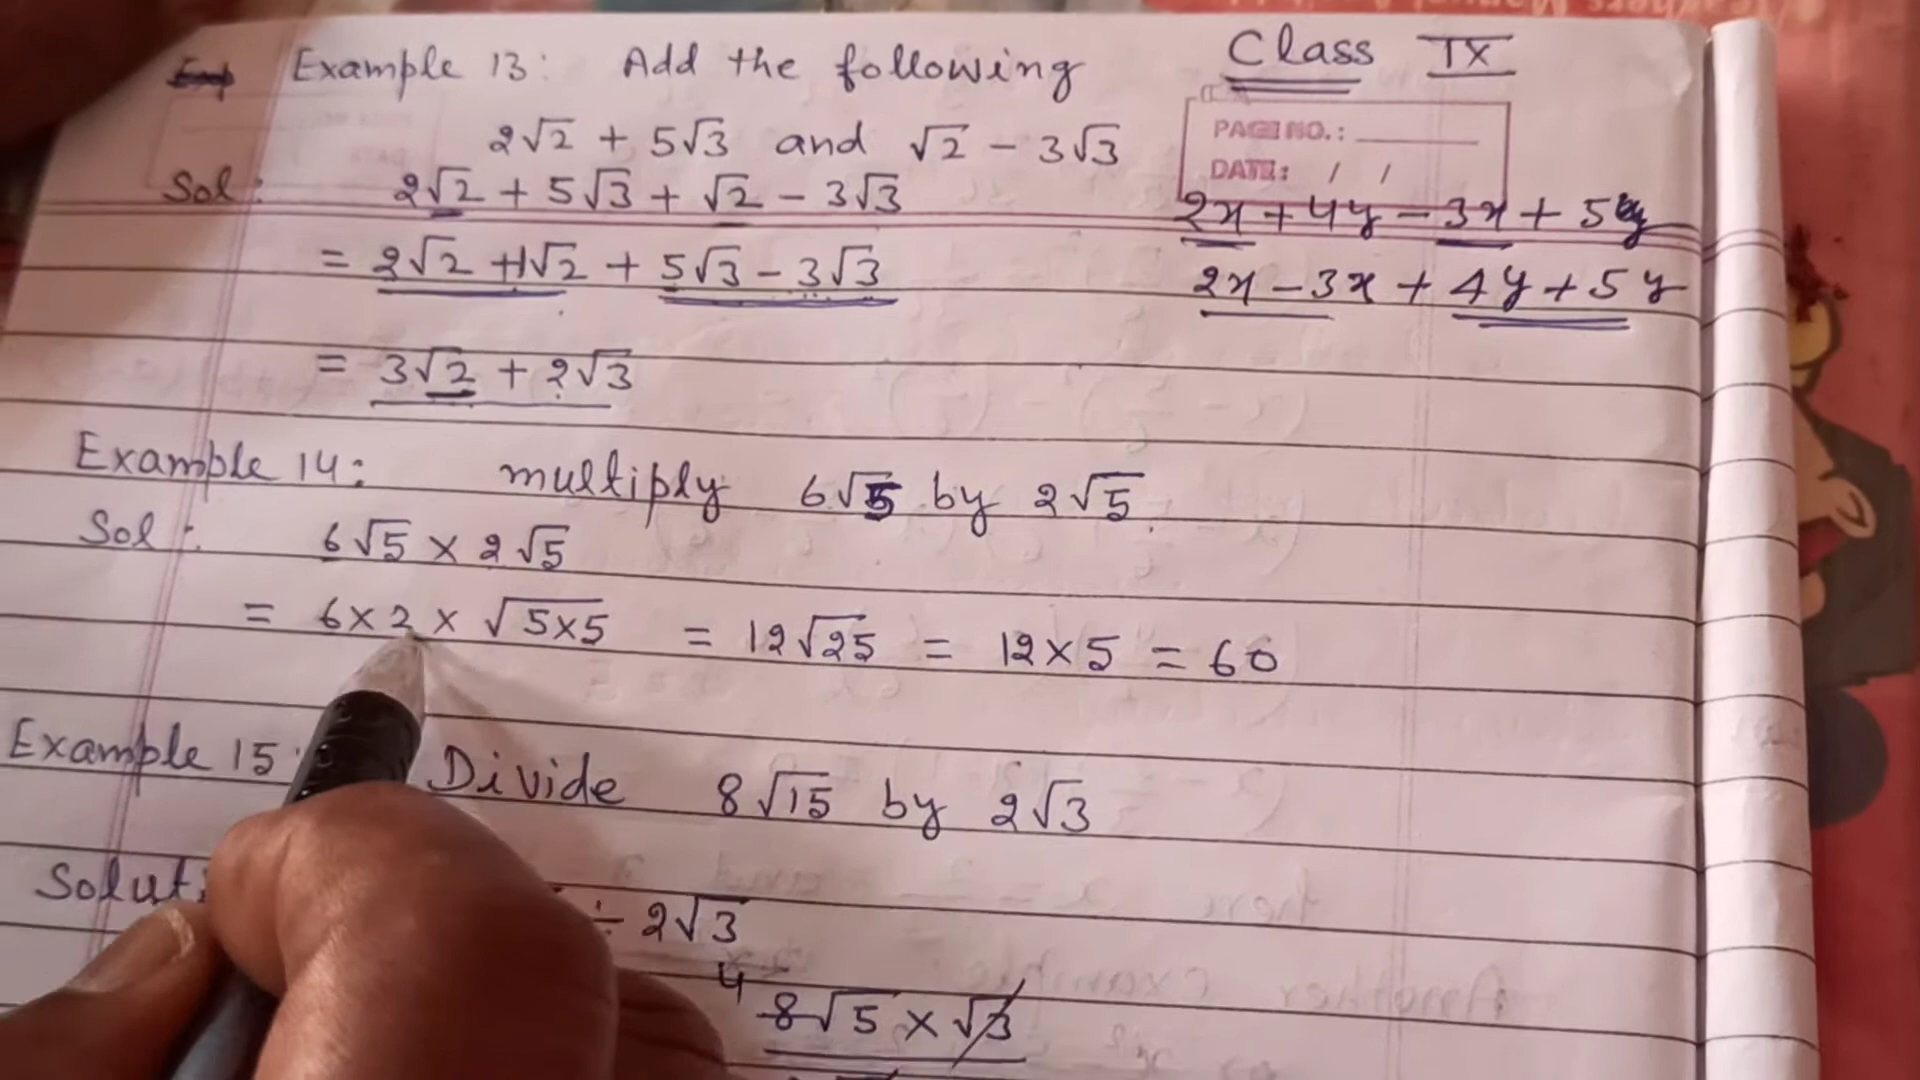 Example 13: Add the following
Class IX
2√2 + 5√3 and √2 - 3√3
PAGE NO.:
DATE: / /
Sol: 2√2 + 5√3 + √2 - 3√3
2x + 4y - 3x + 5y
= 2√2 + 1√2 + 5√3 - 3√3
2x - 3x + 4y + 5y
= 3√2 + 2√3
Example 14: multiply 6√5 by 2√5.
Sol: 6√5 × 2√5
= 6×2 × √5×5 = 12√25 = 12×5 = 60
Example 15: Divide 8√15 by 2√3
Soluti
÷ 2√3
4
8√5 × √3